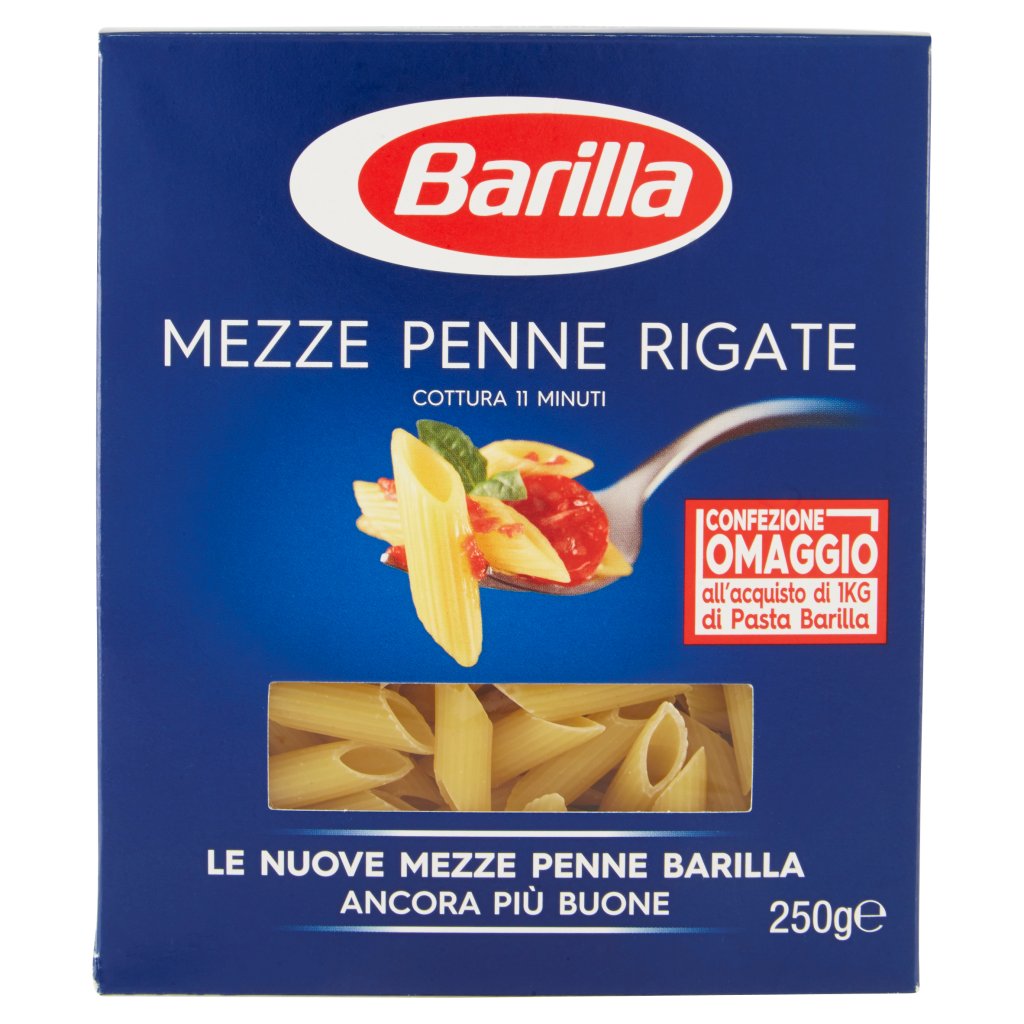 Barilla
MEZZE PENNE RIGATE
COTTURA 11 MINUTI
CONFEZIONE
OMAGGIO
all'acquisto di 1KG
di Pasta Barilla
LE NUOVE MEZZE PENNE BARILLA
ANCORA PIÙ BUONE
250g℮